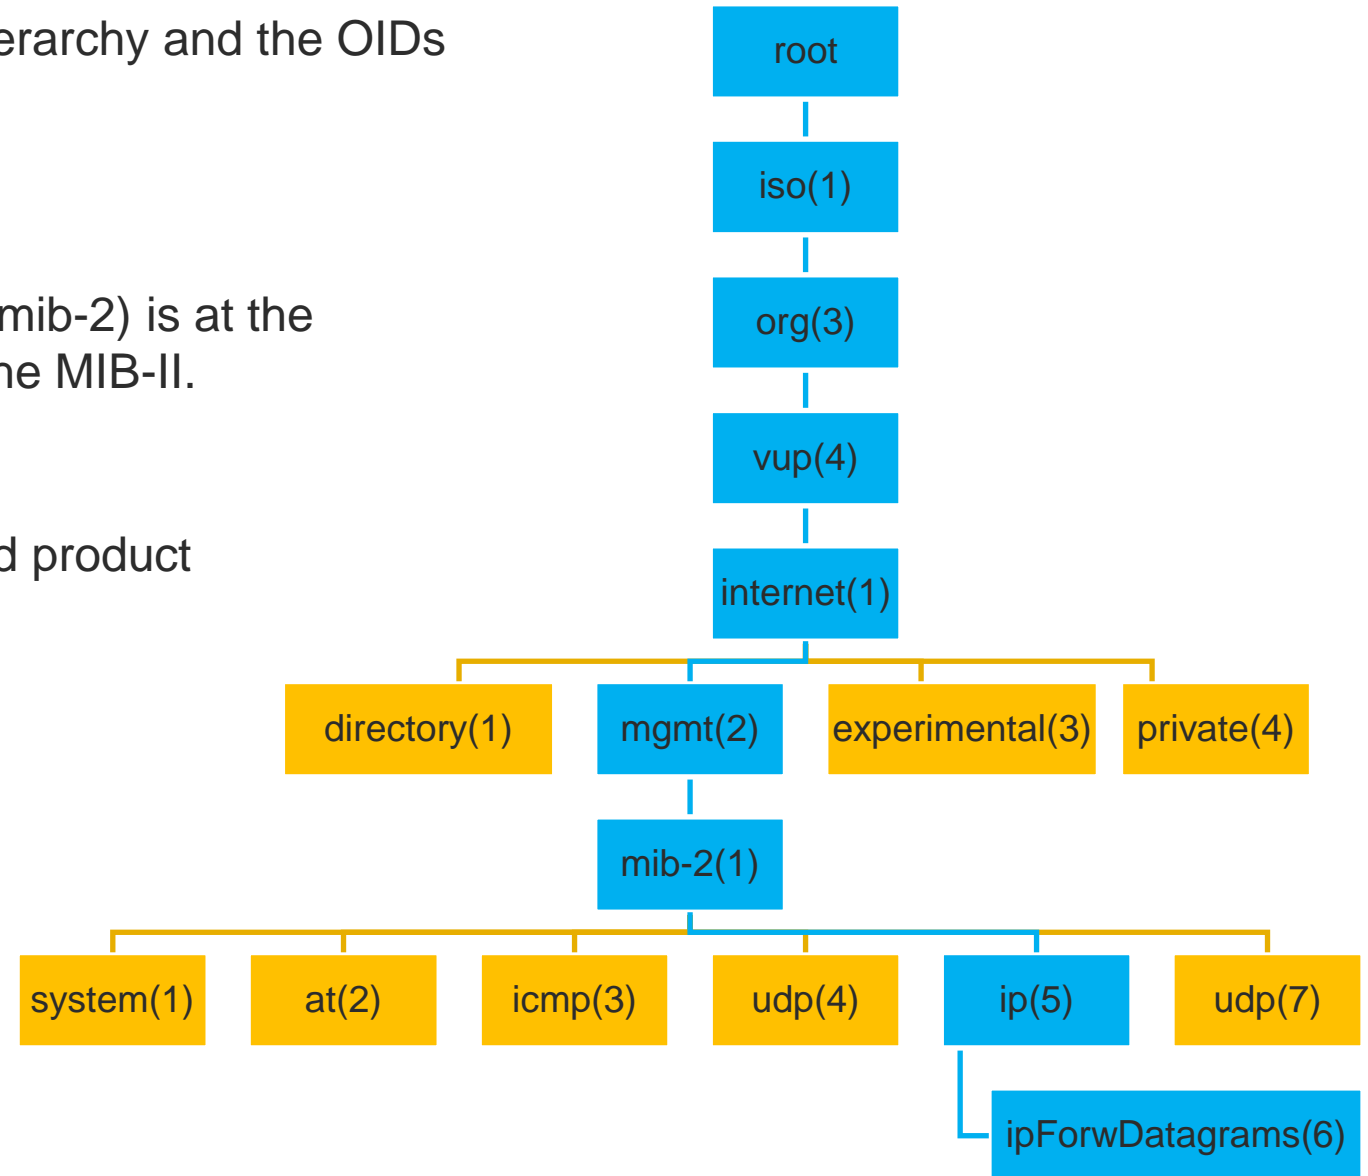 erarchy and the OIDs
mib-2) is at the
ne MIB-II.
d product
root
iso(1)
org(3)
vup(4)
internet(1)
directory(1) mgmt(2) experimental(3) private(4)
mib-2(1)
system(1) at(2) icmp(3) udp(4) ip(5) udp(7)
ipForwDatagrams(6)